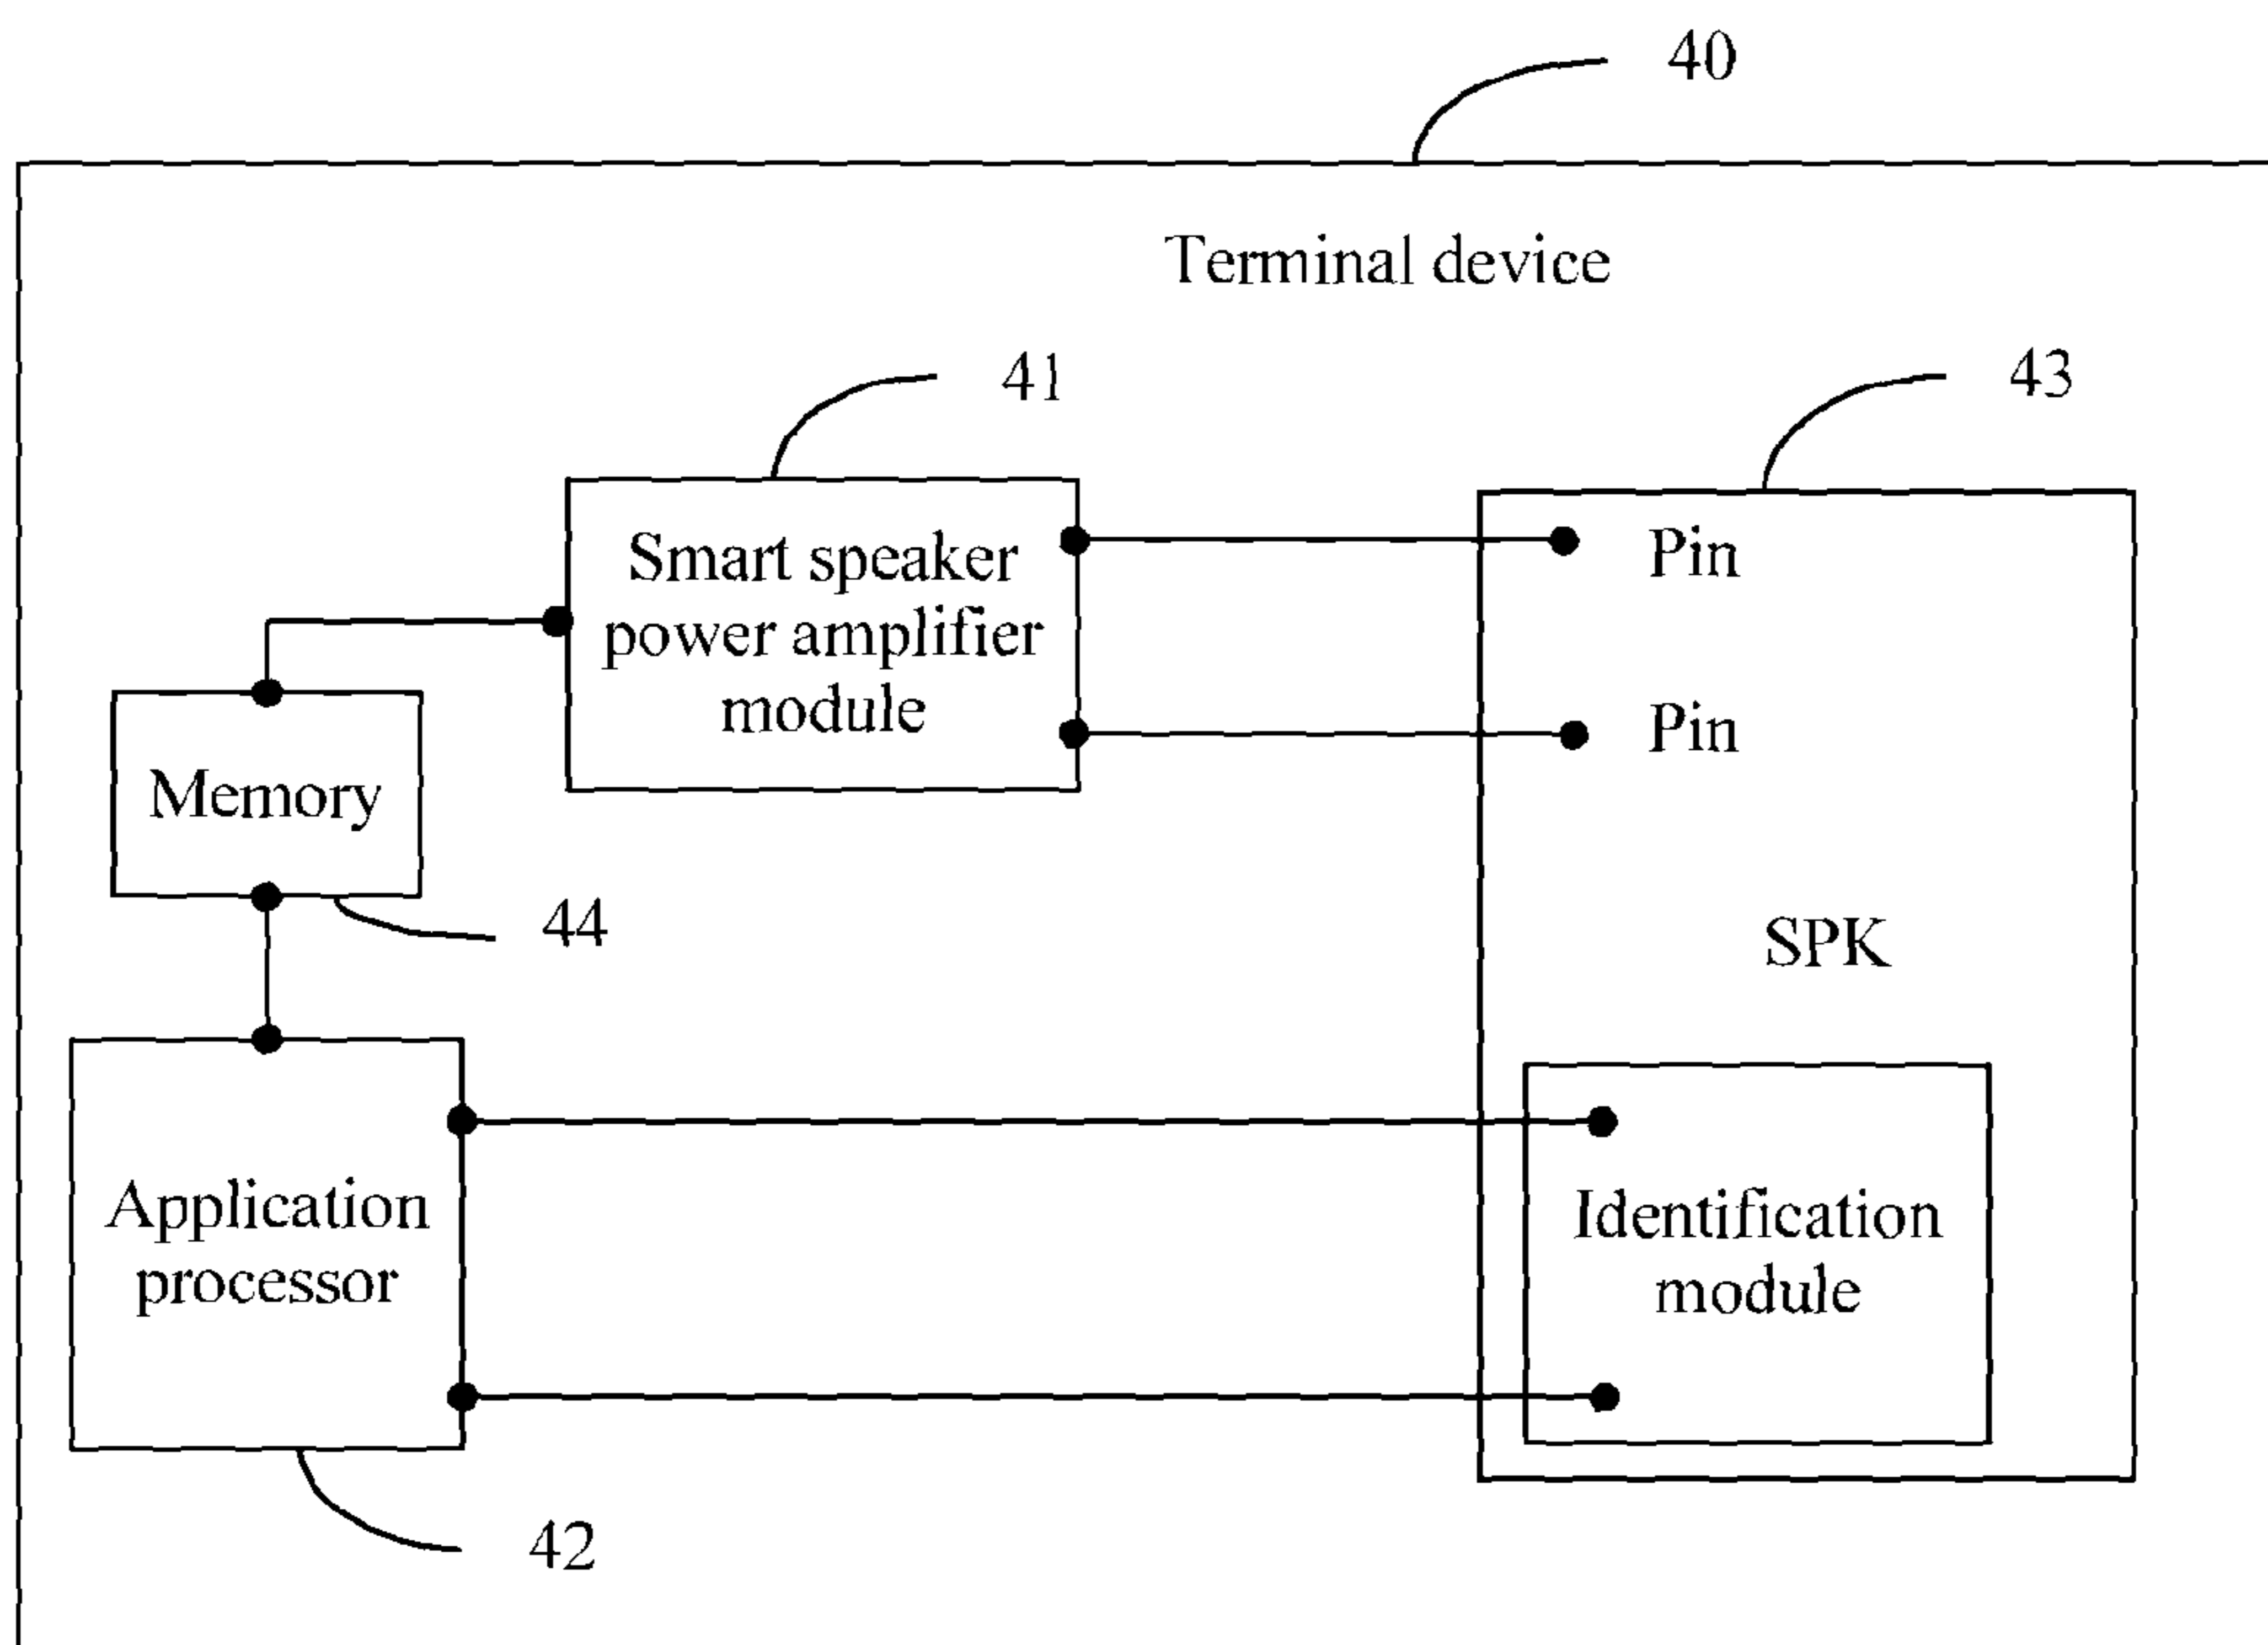 40
Terminal device
41
43
Smart speaker
power amplifier
module
Pin
Pin
Memory
44
SPK
Application
processor
Identification
module
42